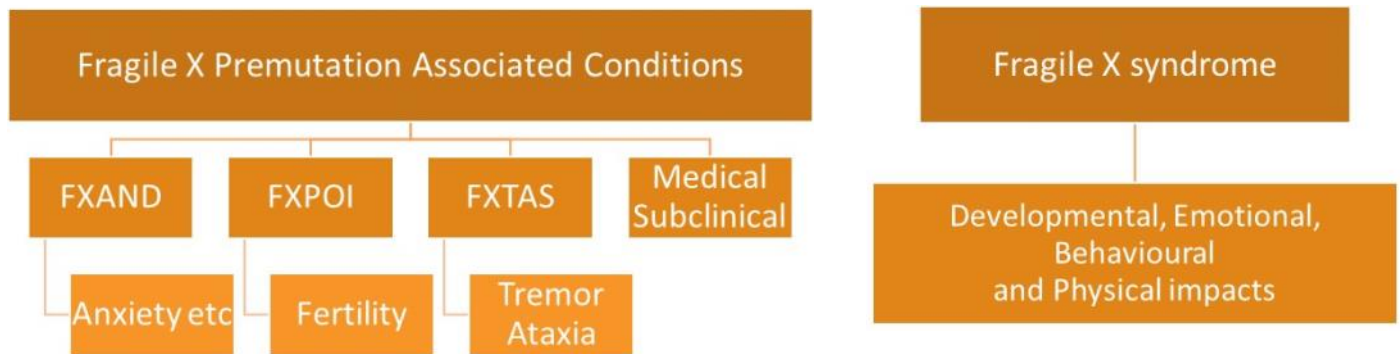 Fragile X Premutation Associated Conditions
FXAND
FXPOI
FXTAS
Medical
Subclinical
Anxiety etc
Fertility
Tremor
Ataxia
Fragile X syndrome
Developmental, Emotional,
Behavioural
and Physical impacts